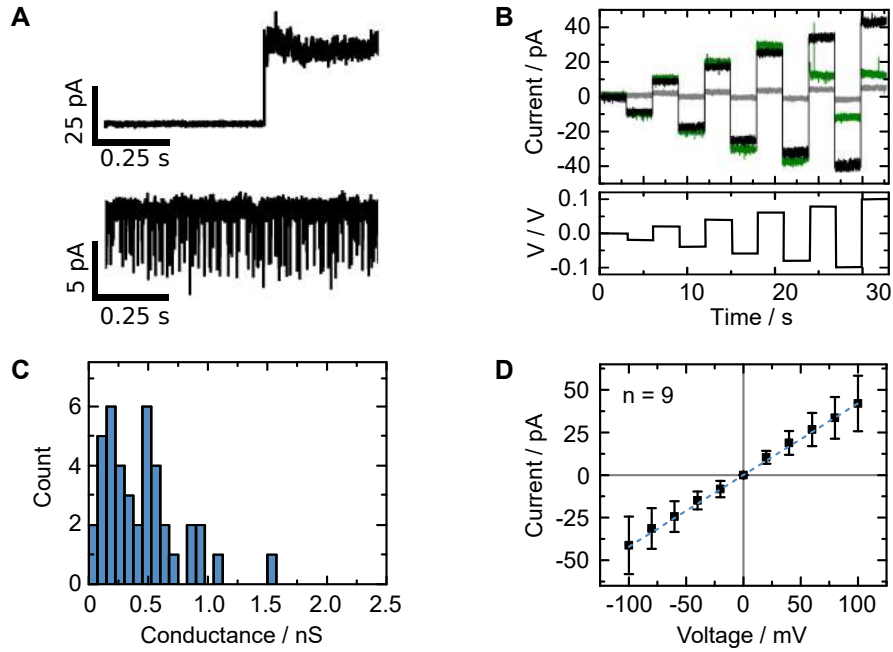 A
25 pA
0.25 s
5 pA
0.25 s
B
Current / pA
40
20
0
-20
-40
V / V
0.1
0.0
-0.1
0
10
20
30
Time / s
C
Count
6
4
2
0
0
0.5
1.0
1.5
2.0
2.5
Conductance / nS
D
n = 9
Current / pA
50
25
0
-25
-50
-100
-50
0
50
100
Voltage / mV